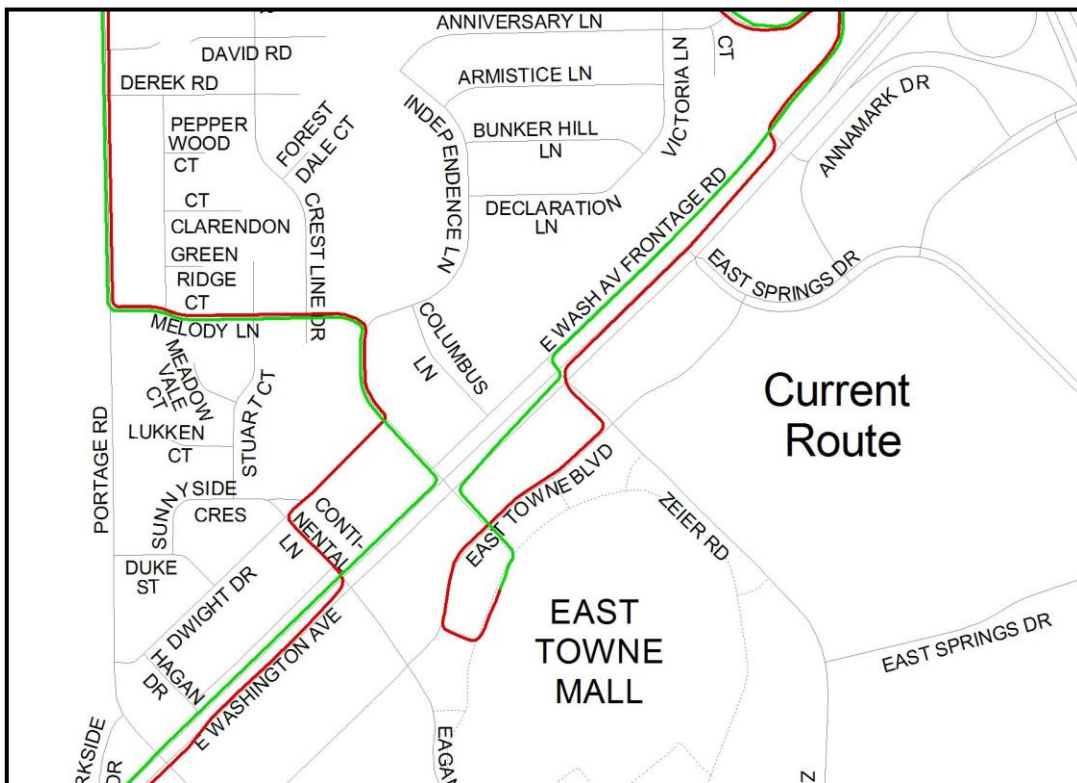 ANNIVERSARY LN
DAVID RD
CT
VICTORIA LN
DEREK RD
ARMISTICE LN
ANNAMARK DR
INDEPENDENCE LN
PEPPER
WOOD
CT
FOREST
DALE CT
BUNKER HILL
LN
CT
CLARENDON
CREST LINE DR
DECLARATION
LN
GREEN
RIDGE
CT
E WASH AV FRONTAGE RD
EAST SPRINGS DR
MELODY LN
COLUMBUS
LN
MEADOW
VALE
CT
Current
Route
PORTAGE RD
LUKKEN
CT
STUART CT
SUNNYSIDE
CRES
CONTI-
NENTAL
LN
EAST TOWNE BLVD
ZEIER RD
DUKE
ST
DWIGHT DR
EAST
TOWNE
MALL
EAST SPRINGS DR
HAGAN
DR
E WASHINGTON AVE
RKSIDE
DR
EAGAN
Z